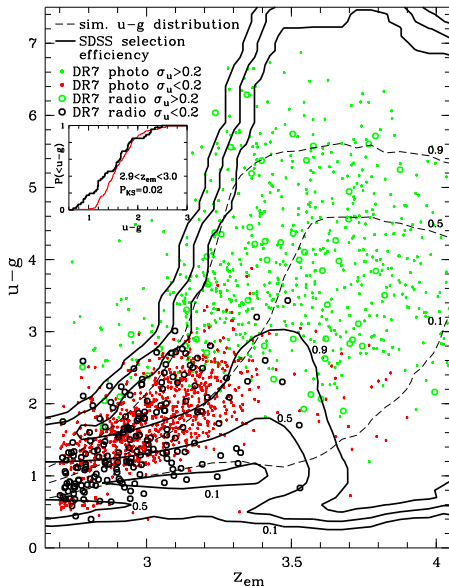 sim. u−g distribution
SDSS selection
efficiency
DR7 photo σu>0.2
DR7 photo σu<0.2
DR7 radio σu>0.2
DR7 radio σu<0.2
P(<u−g)
1
0.5
0
2.9<zem<3.0
PKS=0.02
1 2 3
u−g
u−g
7
6
5
4
3
2
1
0
0.9
0.5
0.1
0.9
0.5
0.1
0.5
0.1
3 3.5 4
zem